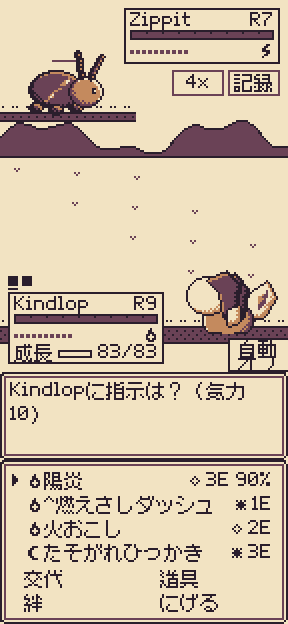 Zippit R7
4x 記録
Kindlop R9
成長 83/83
自動
Kindlopに指示は？（気力
10）
陽炎 3E 90%
^燃えさしダッシュ 1E
火おこし 2E
たそがれひっかき 3E
交代 道具
絆 にげる